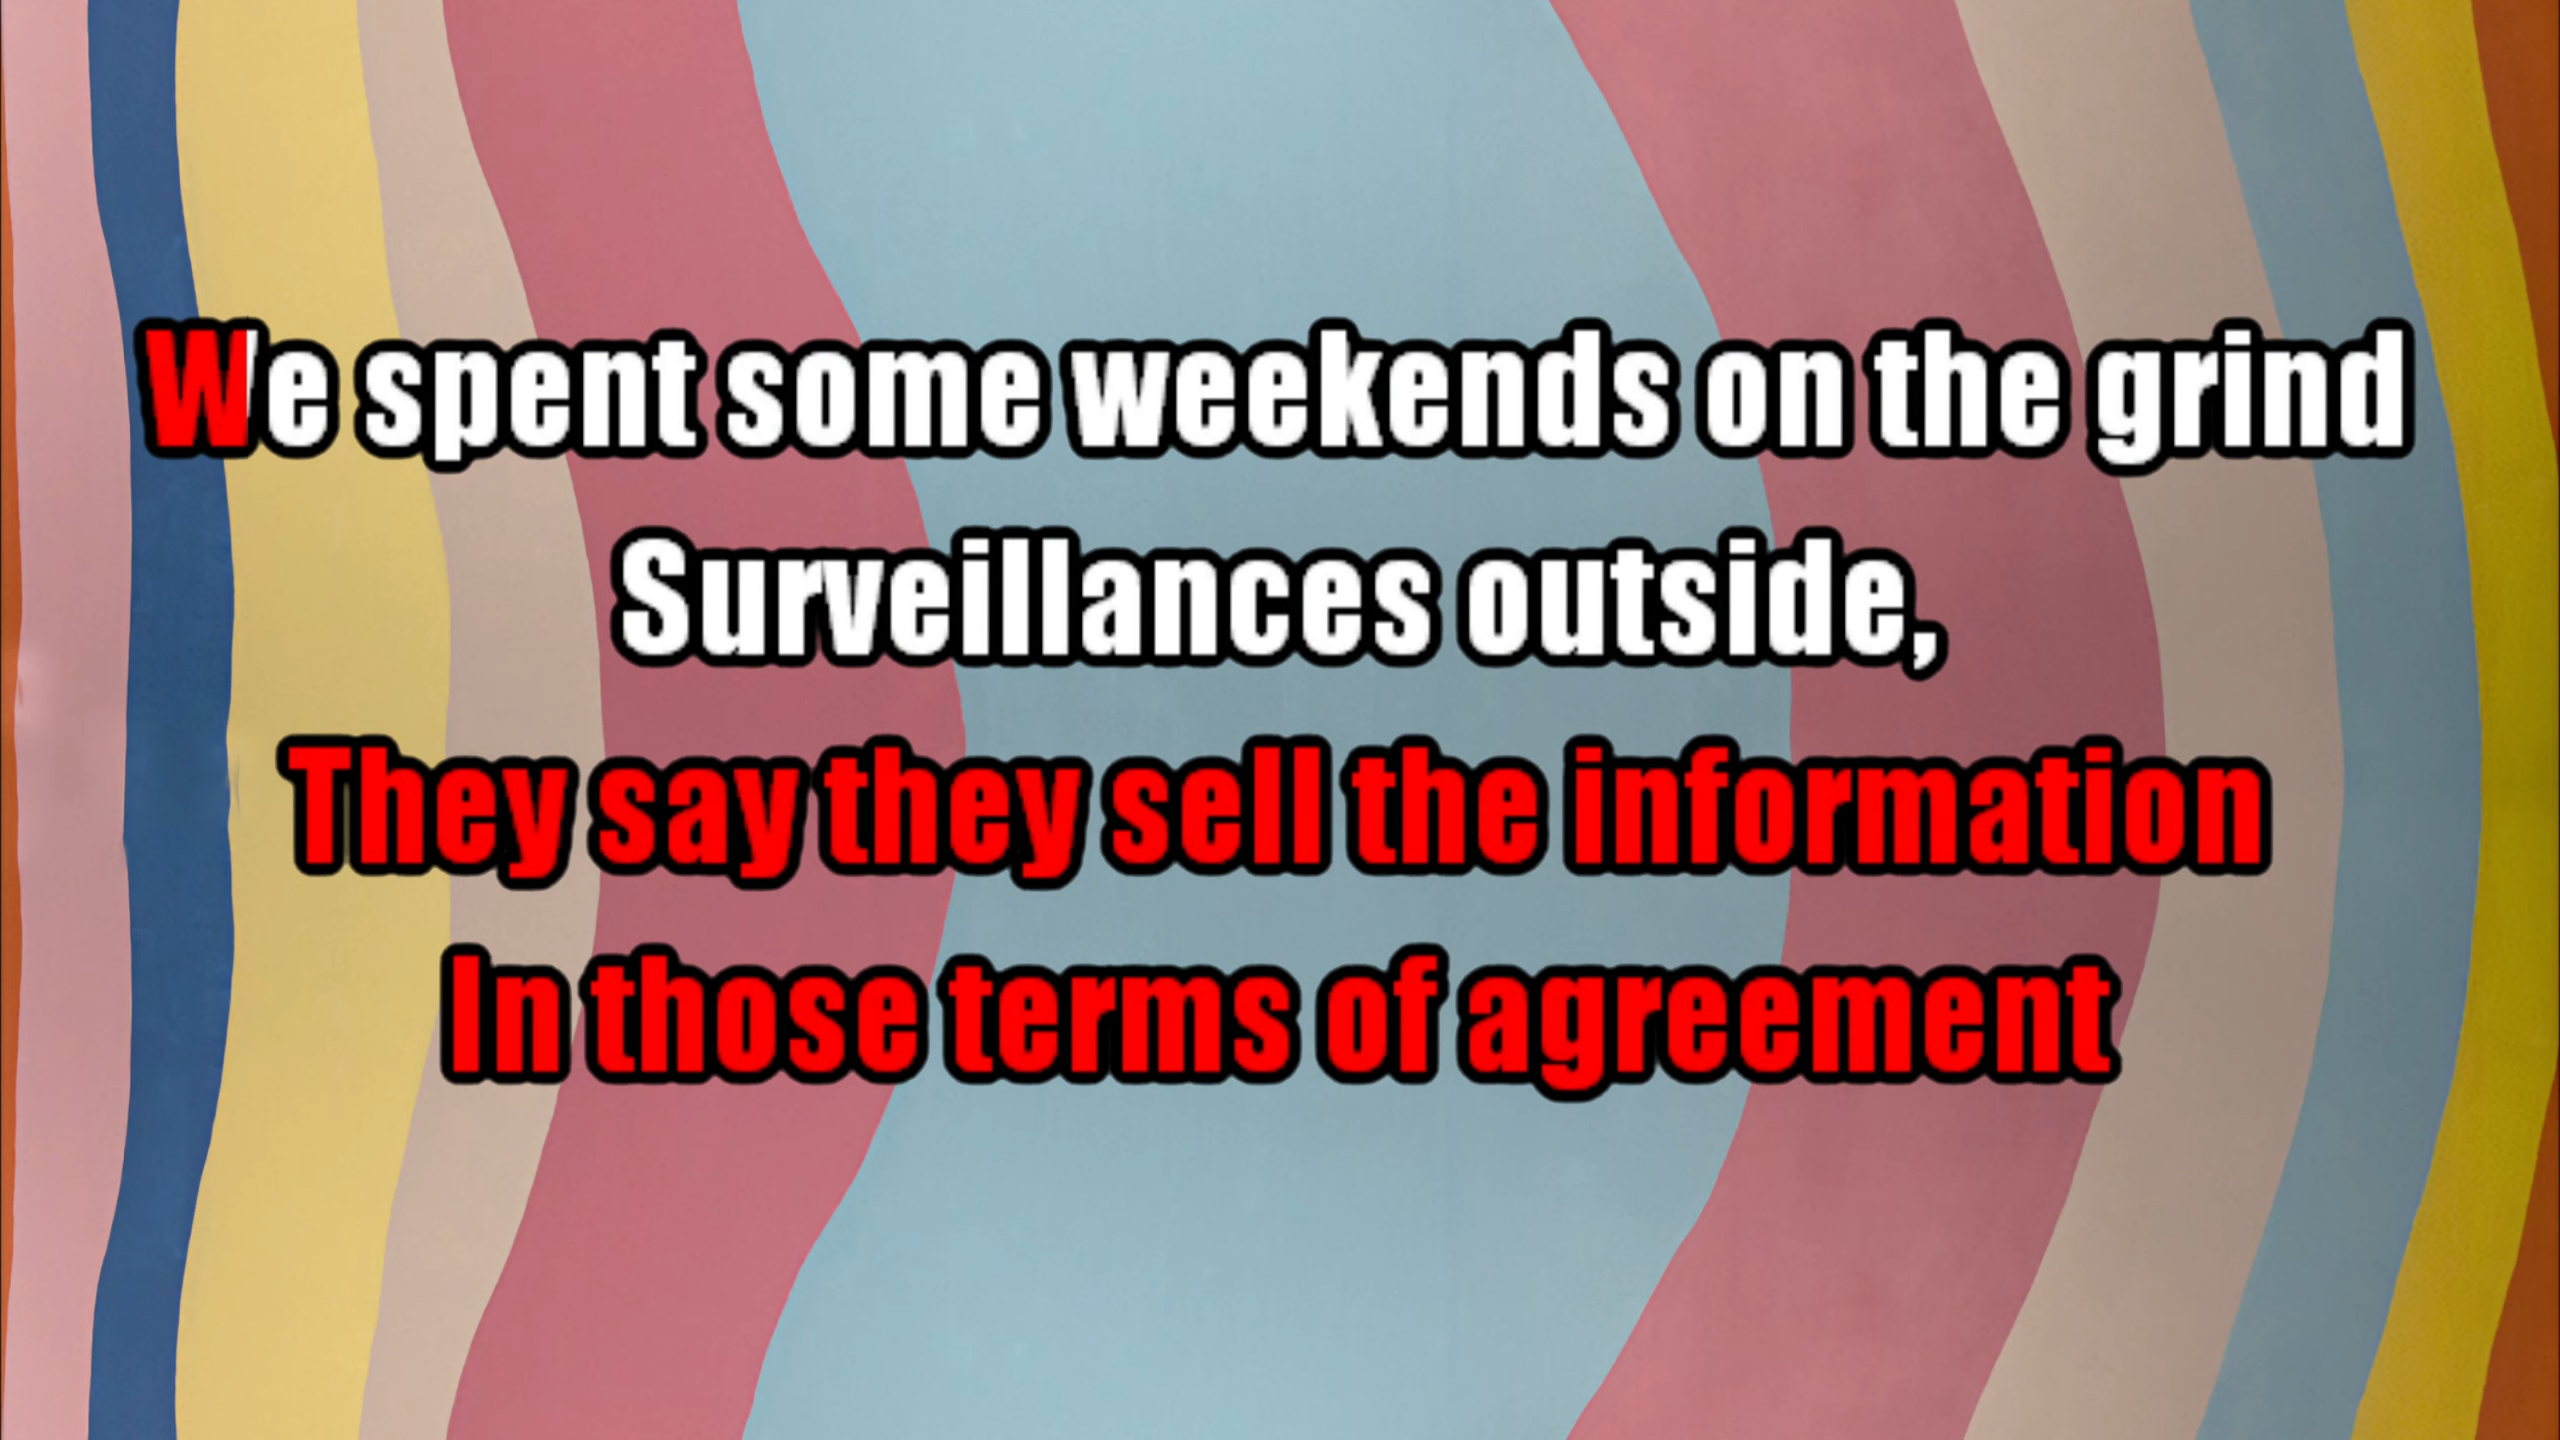 We spent some weekends on the grind
Surveillances outside,
They say they sell the information
In those terms of agreement